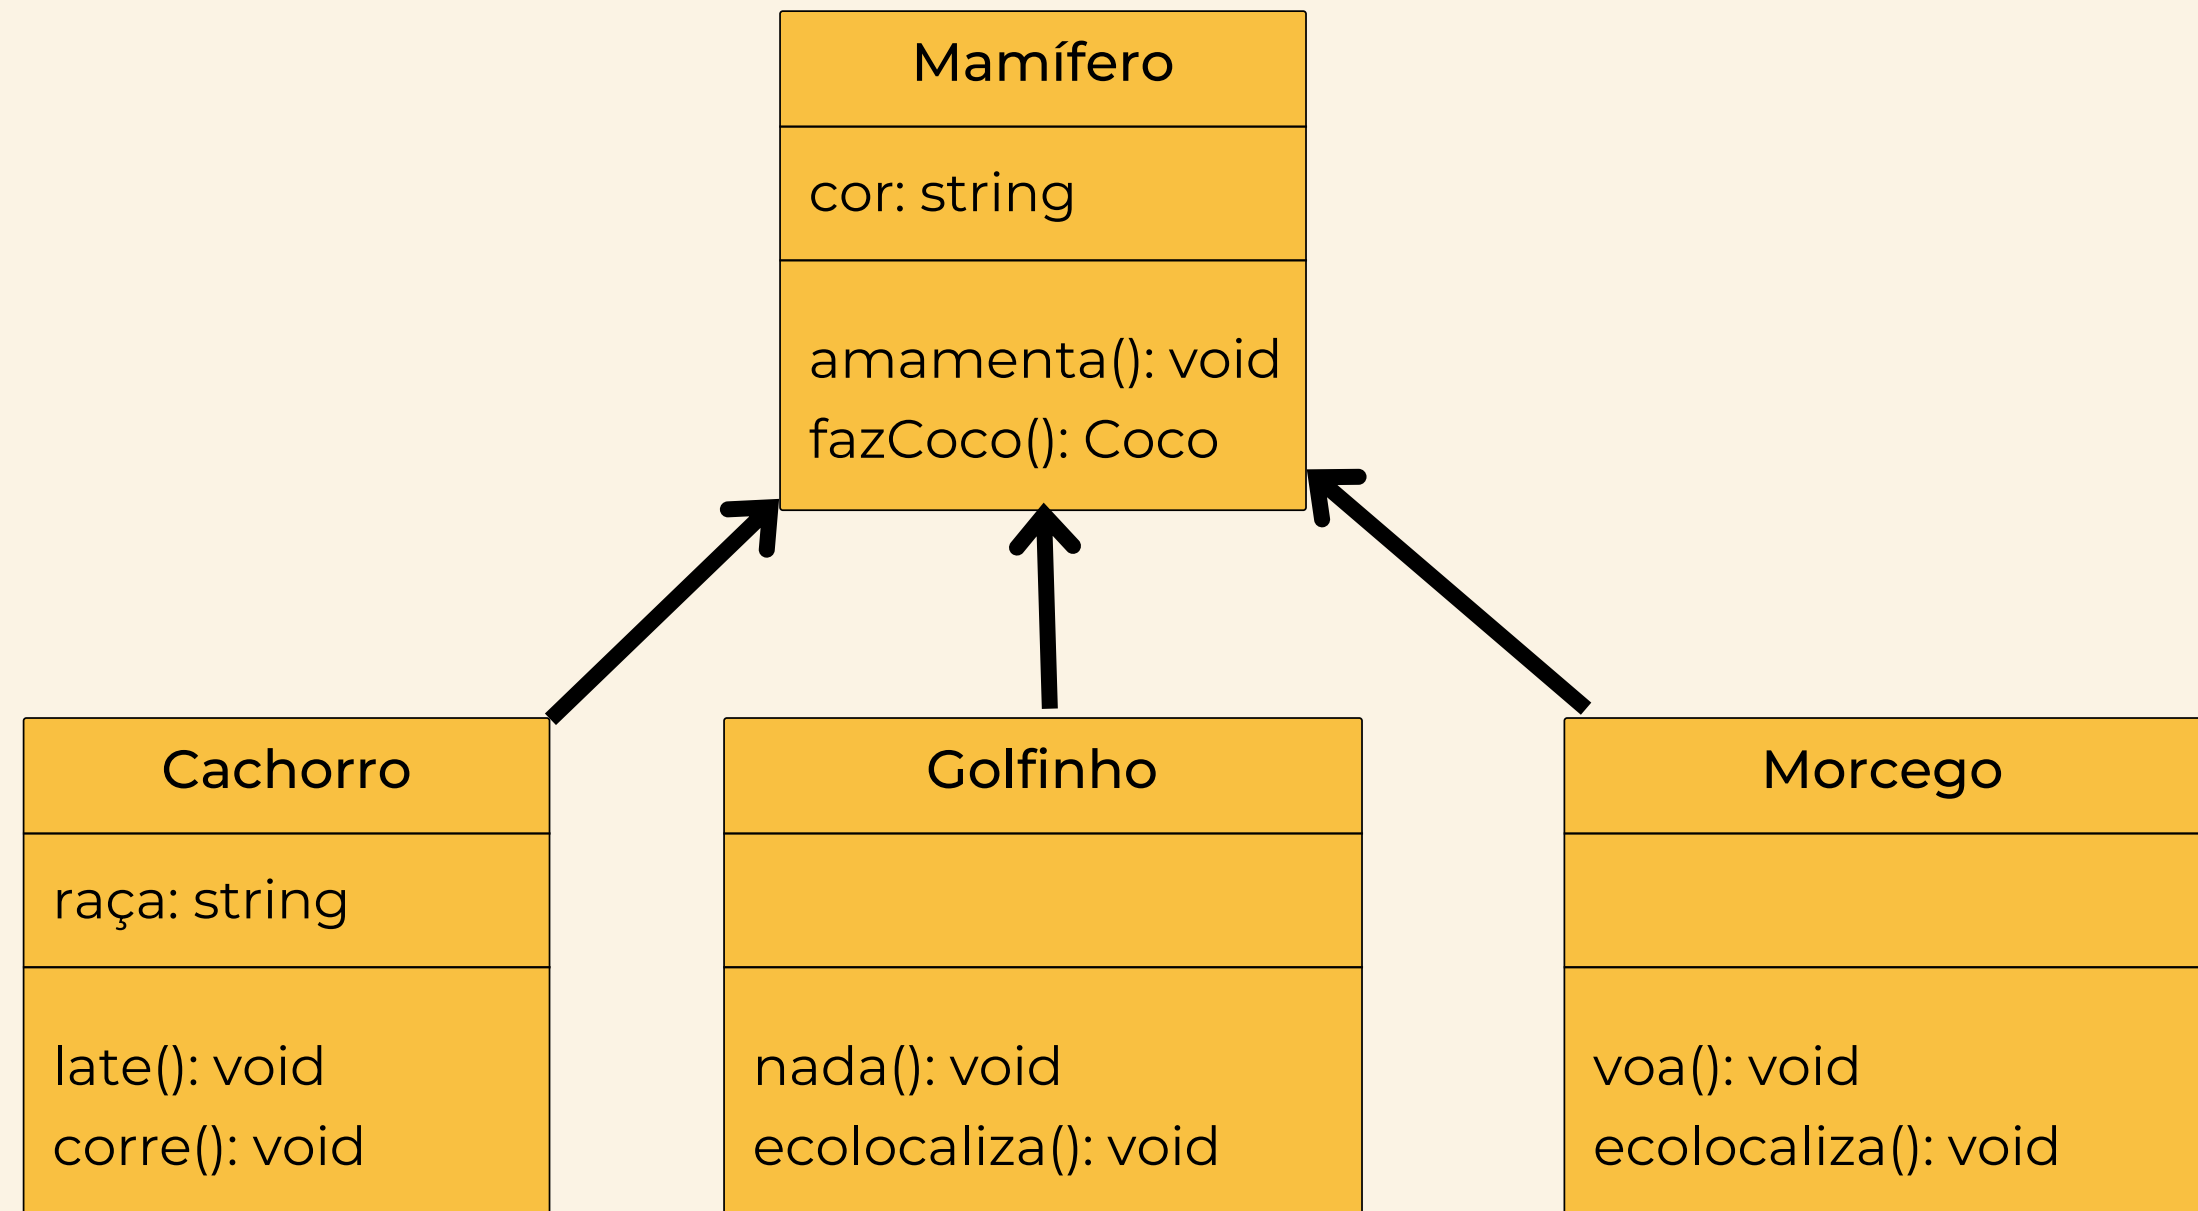 Mamífero
cor: string
amamenta(): void
fazCoco(): Coco
Cachorro
raça: string
late(): void
corre(): void
Golfinho
nada(): void
ecolocaliza(): void
Morcego
voa(): void
ecolocaliza(): void